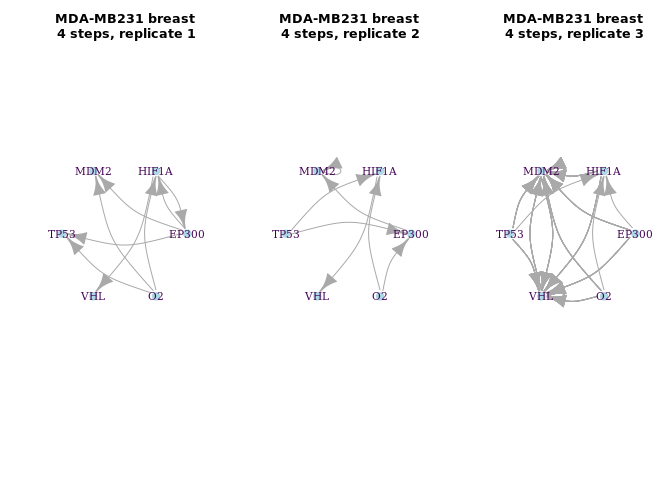 MDA-MB231 breast
4 steps, replicate 1
MDA-MB231 breast
4 steps, replicate 2
MDA-MB231 breast
4 steps, replicate 3
MDM2
HIF1A
TP53
EP300
VHL
O2
MDM2
HIF1A
TP53
EP300
VHL
O2
MDM2
HIF1A
TP53
EP300
VHL
O2